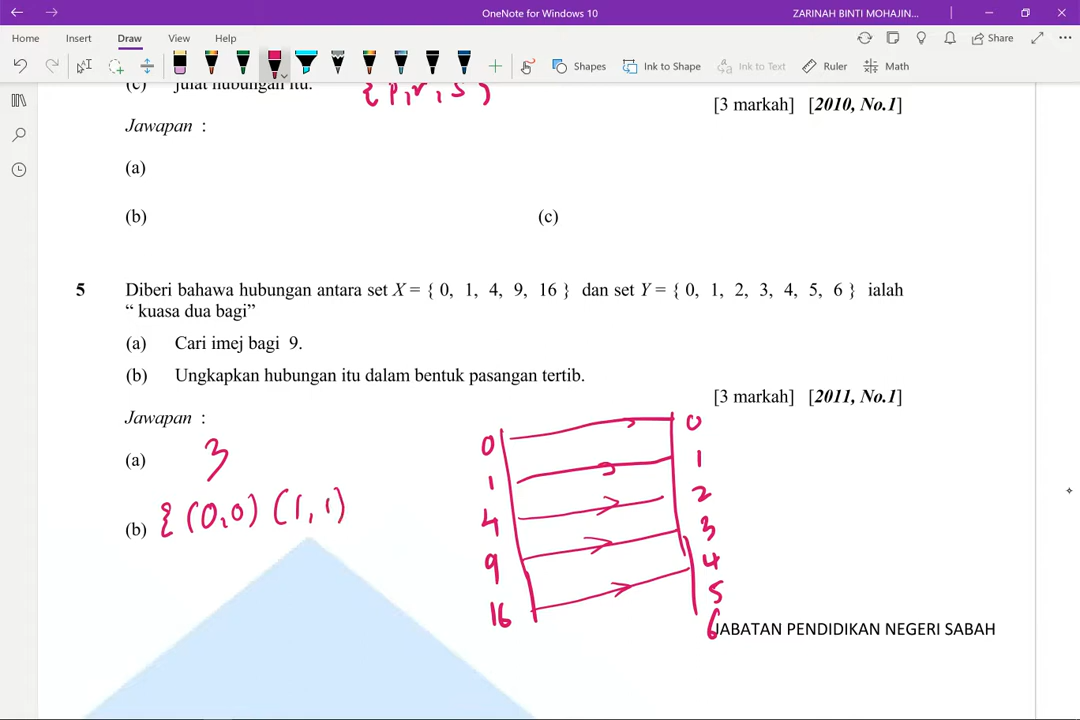 OneNote for Windows 10
ZARINAH BINTI MOHAJIN...
Home Insert Draw View Help
Share
Shapes Ink to Shape Ink to Text Ruler Math
(c) julat hubungan itu. {p,r,s}
[3 markah] [2010, No.1]
Jawapan :
(a)
(b) (c)
5 Diberi bahawa hubungan antara set X = { 0, 1, 4, 9, 16 } dan set Y = { 0, 1, 2, 3, 4, 5, 6 } ialah
“ kuasa dua bagi”
(a) Cari imej bagi 9.
(b) Ungkapkan hubungan itu dalam bentuk pasangan tertib.
[3 markah] [2011, No.1]
Jawapan :
(a) 3
(b) {(0,0) (1,1)
0 0
1 1
4 2
9 3
16 4
5
6
JABATAN PENDIDIKAN NEGERI SABAH